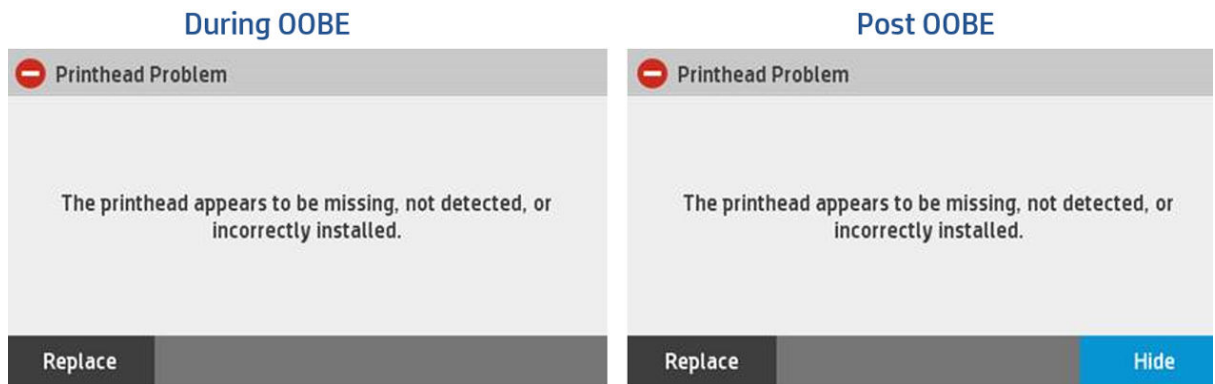 During OOBE
Printhead Problem
The printhead appears to be missing, not detected, or
incorrectly installed.
Replace
Post OOBE
Printhead Problem
The printhead appears to be missing, not detected, or
incorrectly installed.
Replace
Hide